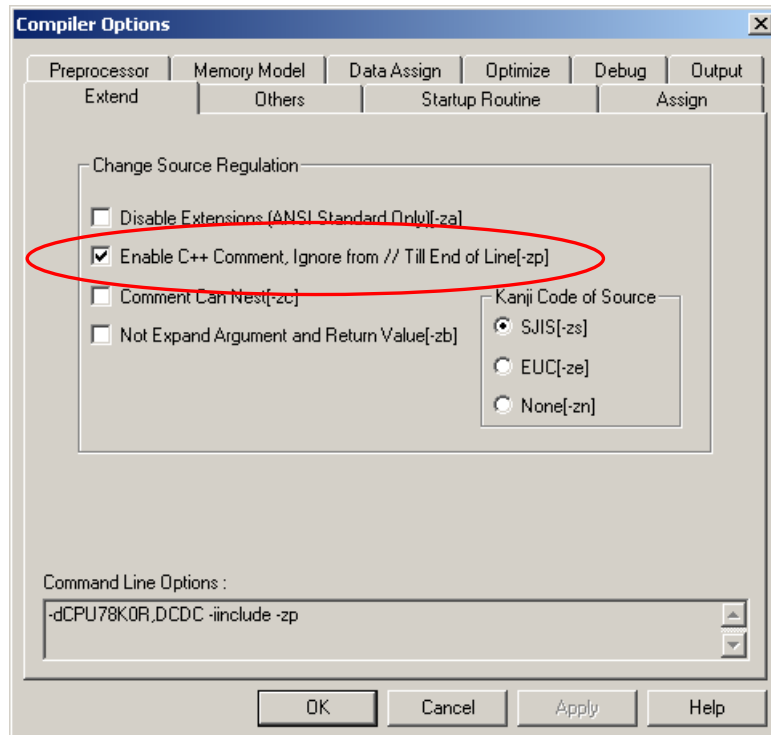 Compiler Options
Preprocessor Memory Model Data Assign Optimize Debug Output
Extend Others Startup Routine Assign
Change Source Regulation
Disable Extensions (ANSI Standard Only)[-za]
Enable C++ Comment, Ignore from // Till End of Line[-zp]
Comment Can Nest[-zc]
Not Expand Argument and Return Value[-zb]
Kanji Code of Source
SJIS[-zs]
EUC[-ze]
None[-zn]
Command Line Options :
-dCPU78K0R,DCDC -iinclude -zp
OK Cancel Apply Help